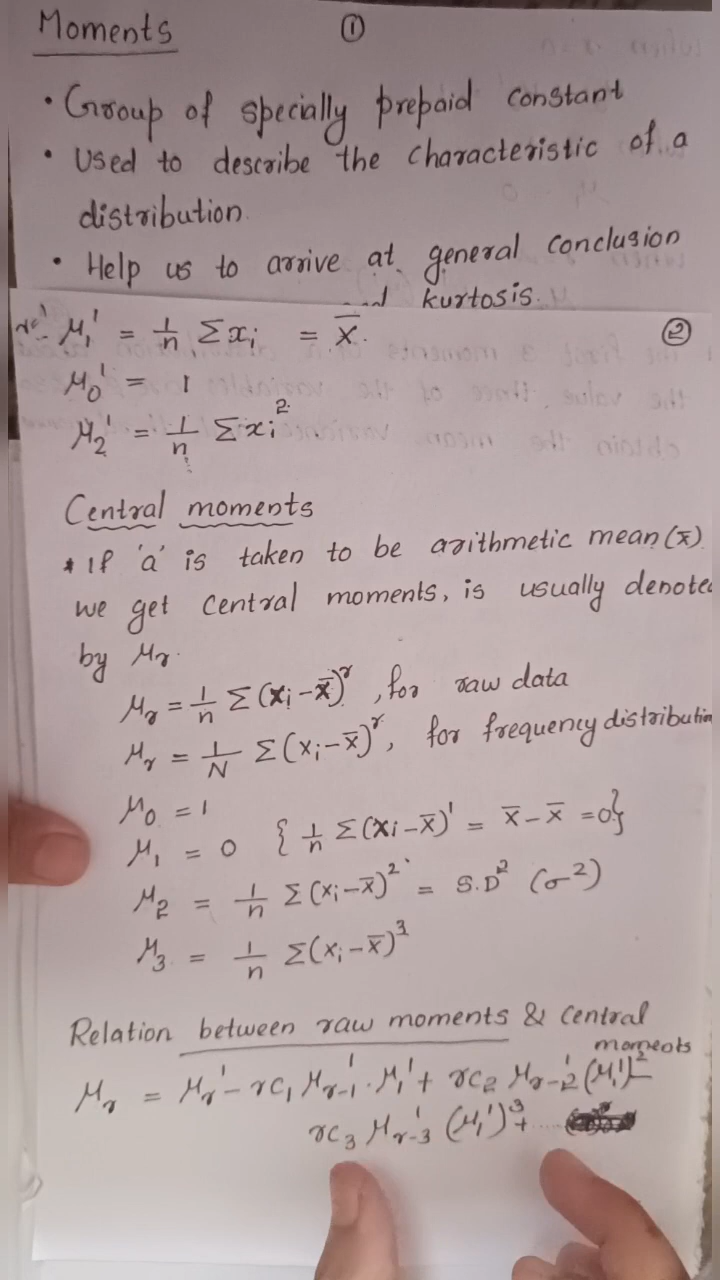 Moments ①
• Group of specially prepaid constant
• Used to describe the characteristic of a
distribution.
• Help us to arrive at general conclusion
kurtosis.
μ₁' = 1/n Σxi = x̄. ②
μ₀' = 1
μ₂' = 1/n Σxi²
Central moments
* If 'a' is taken to be arithmetic mean (x̄)
we get central moments, is usually denoted
by μr.
μr = 1/n Σ(xi-x̄)^r, for raw data
μr = 1/N Σ(xi-x̄)^r, for frequency distribution
μ₀ = 1
μ₁ = 0 {1/n Σ(xi-x̄)' = x̄-x̄ = 0}
μ₂ = 1/n Σ(xi-x̄)² = S.D² (σ²)
μ₃ = 1/n Σ(xi-x̄)³
Relation between raw moments & central
moments
μr = μr' - rc₁ μr-1'. μ₁' + rc₂ μr-2' (μ₁')² -
rc₃ μr-3' (μ₁')³ + ....